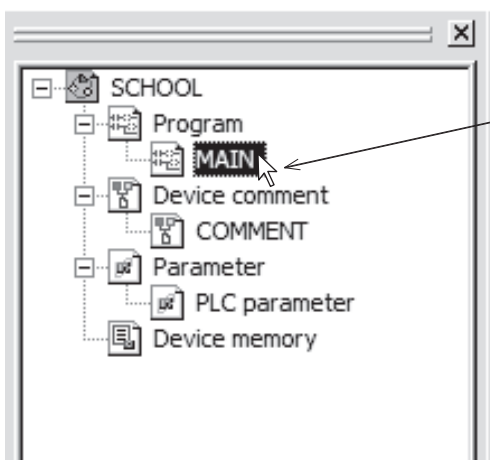 SCHOOL
Program
MAIN
Device comment
COMMENT
Parameter
PLC parameter
Device memory